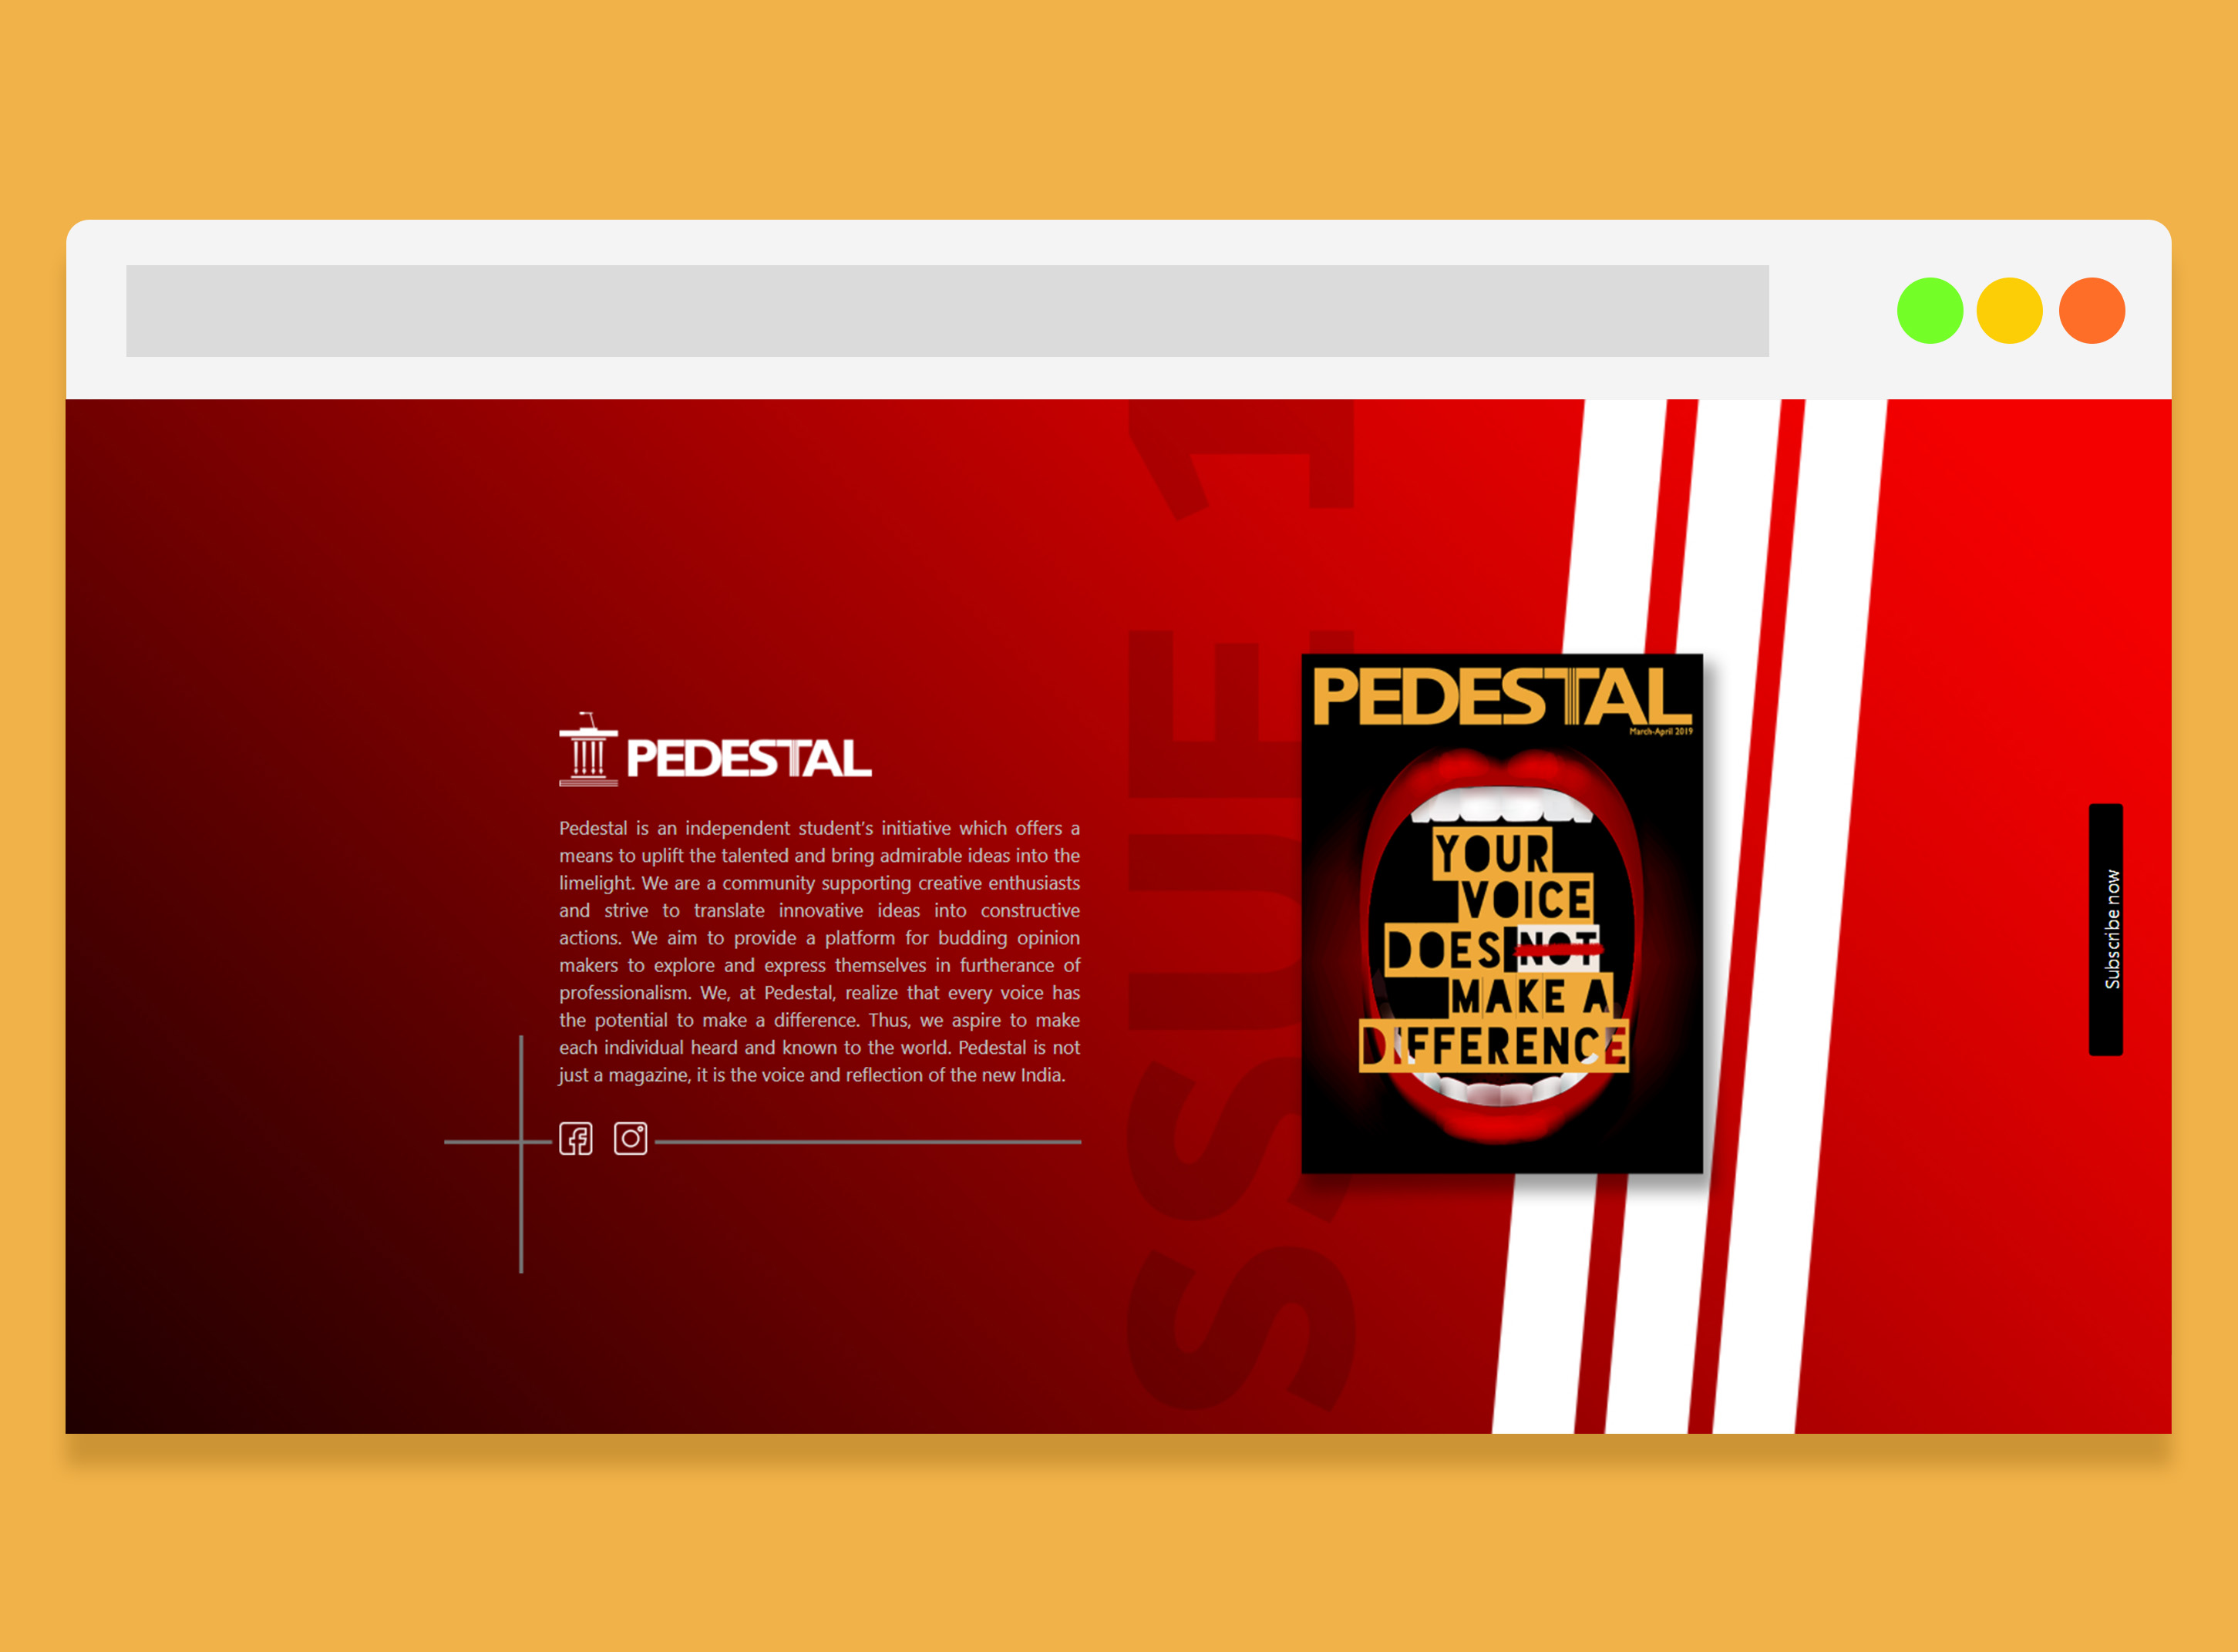 PEDESTAL
Pedestal is an independent student's initiative which offers a
means to uplift the talented and bring admirable ideas into the
limelight. We are a community supporting creative enthusiasts
and strive to translate innovative ideas into constructive
actions. We aim to provide a platform for budding opinion
makers to explore and express themselves in furtherance of
professionalism. We, at Pedestal, realize that every voice has
the potential to make a difference. Thus, we aspire to make
each individual heard and known to the world. Pedestal is not
just a magazine, it is the voice and reflection of the new India.
SSUE 1
PEDESTAL
March-April 2019
YOUR
VOICE
DOES NOT
MAKE A
DIFFERENCE
Subscribe now